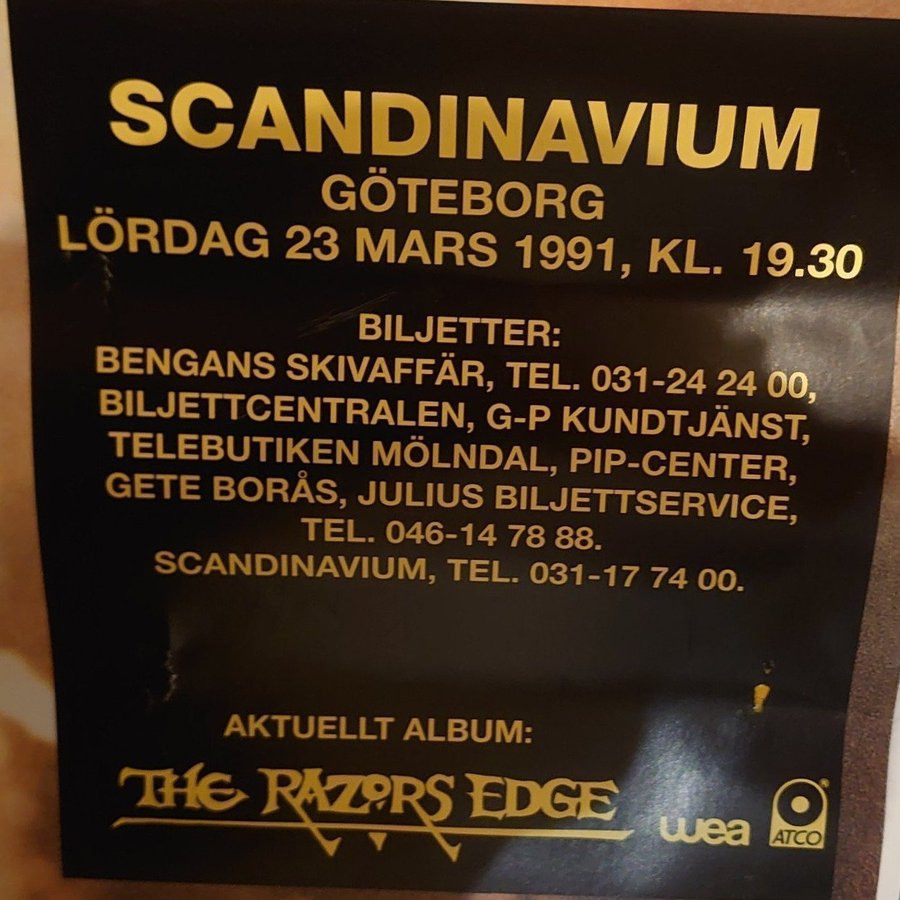 SCANDINAVIUM
GÖTEBORG
LÖRDAG 23 MARS 1991, KL. 19.30
BILJETTER:
BENGANS SKIVAFFÄR, TEL. 031-24 24 00,
BILJETTCENTRALEN, G-P KUNDTJÄNST,
TELEBUTIKEN MÖLNDAL, PIP-CENTER,
GETE BORÅS, JULIUS BILJETTSERVICE,
TEL. 046-14 78 88.
SCANDINAVIUM, TEL. 031-17 74 00.
AKTUELLT ALBUM:
THE RAZORS EDGE
wea
ATCO
®